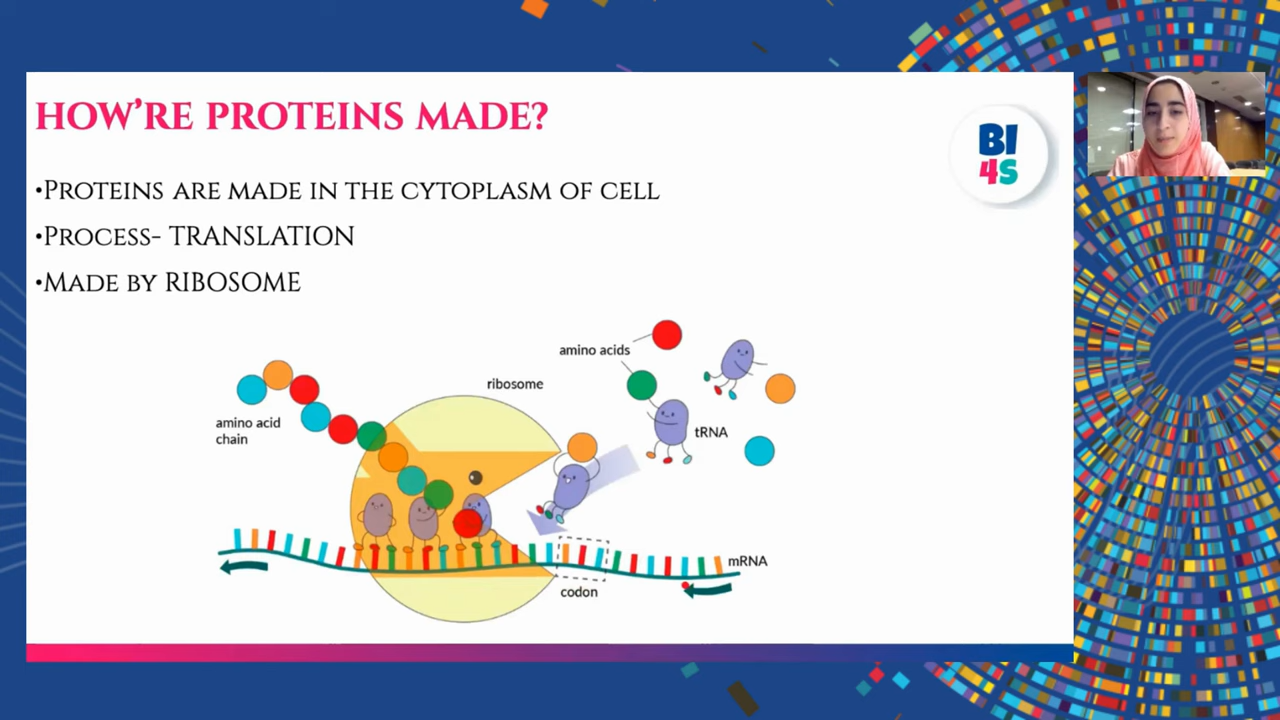 HOW'RE PROTEINS MADE?
BI
4S
•PROTEINS ARE MADE IN THE CYTOPLASM OF CELL
•PROCESS- TRANSLATION
•MADE BY RIBOSOME
amino acids
ribosome
amino acid
chain
tRNA
mRNA
codon